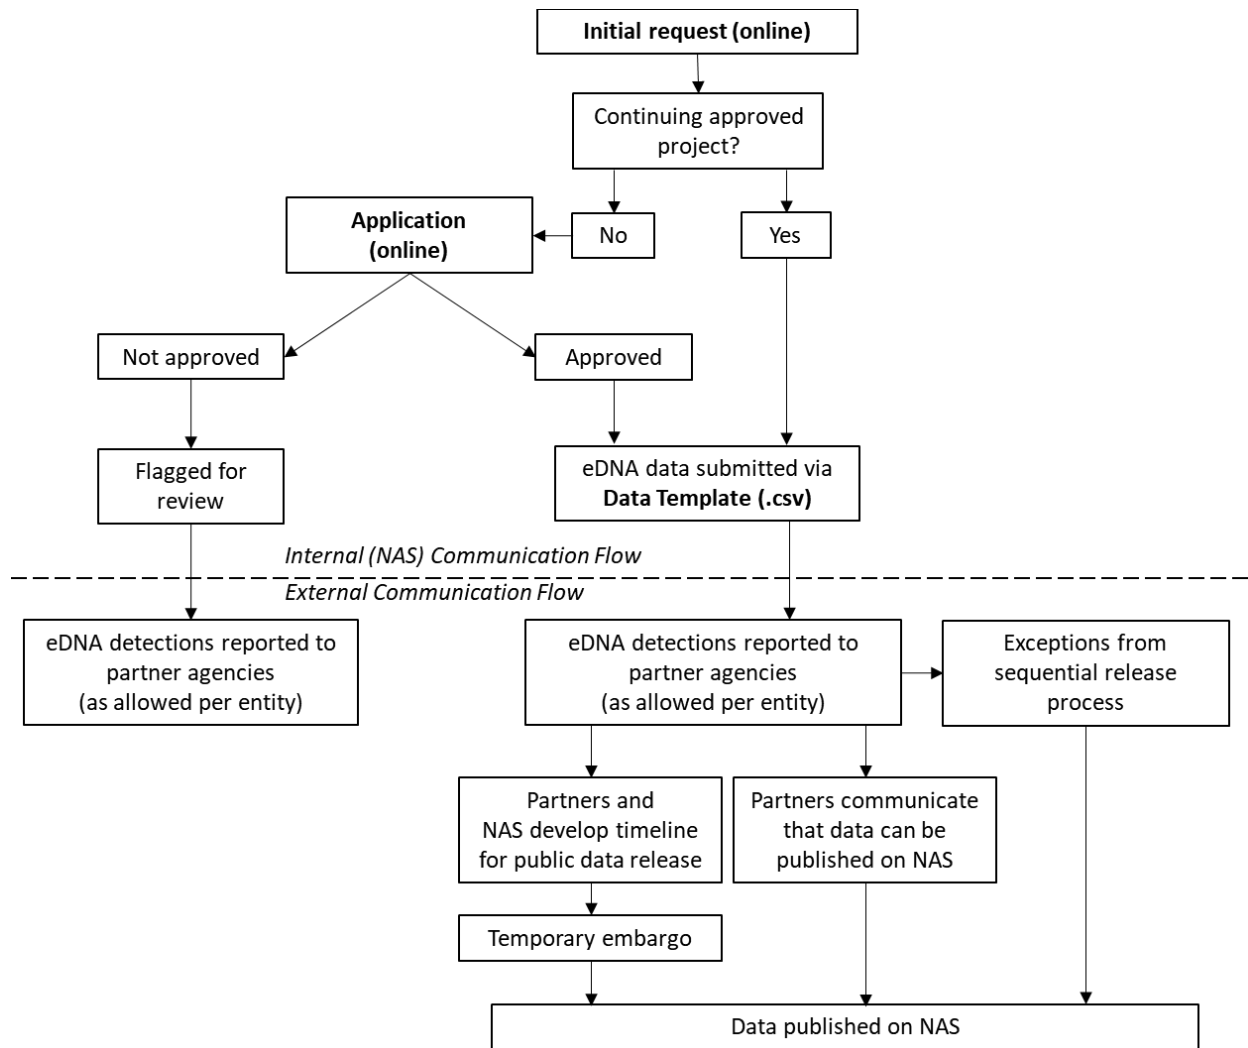 Initial request (online)
Continuing approved
project?
Application
(online)
No
Yes
Not approved
Approved
Flagged for
review
eDNA data submitted via
Data Template (.csv)
Internal (NAS) Communication Flow
External Communication Flow
eDNA detections reported to
partner agencies
(as allowed per entity)
eDNA detections reported to
partner agencies
(as allowed per entity)
Exceptions from
sequential release
process
Partners and
NAS develop timeline
for public data release
Partners communicate
that data can be
published on NAS
Temporary embargo
Data published on NAS